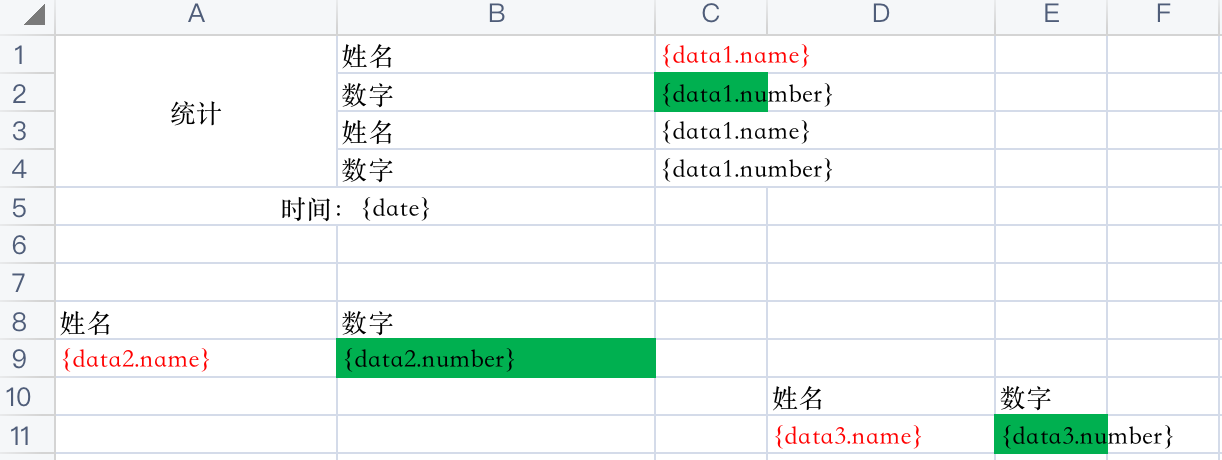 A B C D E F
1 姓名 {data1.name}
2 数字 {data1.number}
统计
3 姓名 {data1.name}
4 数字 {data1.number}
5 时间： {date}
6
7
8 姓名 数字
9 {data2.name} {data2.number}
10 姓名 数字
11 {data3.name} {data3.number}